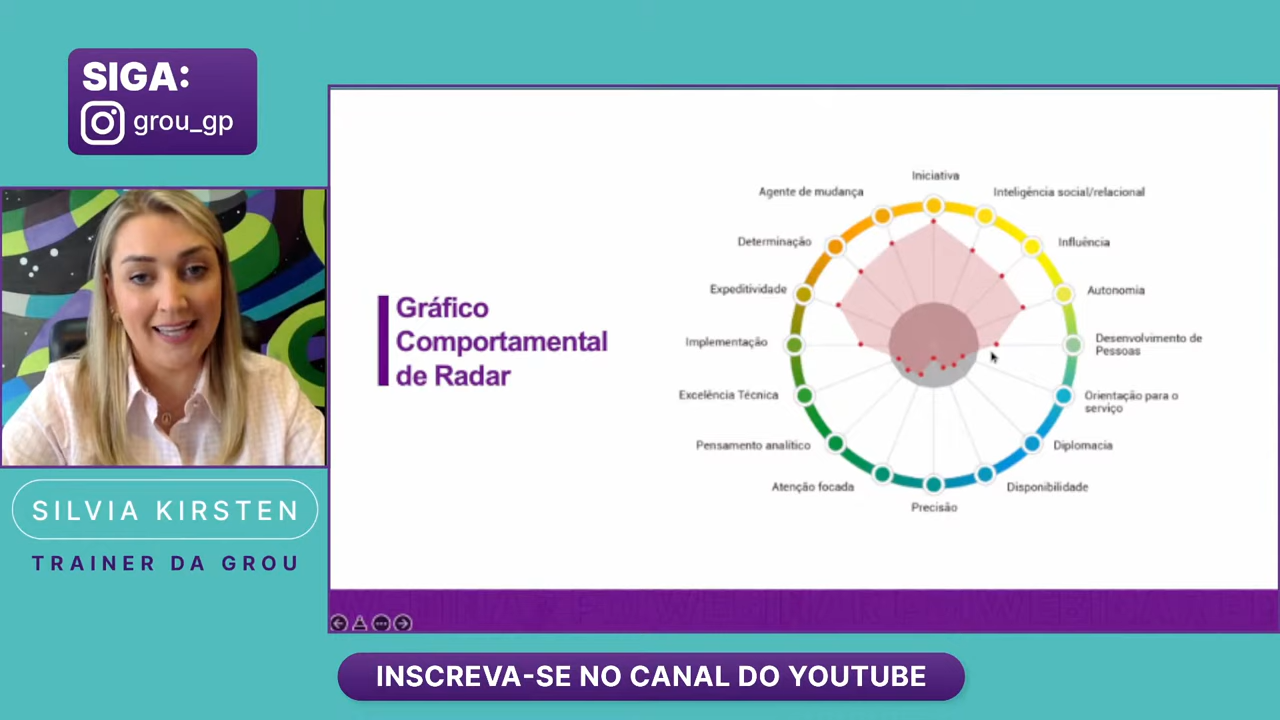 SIGA:
grou_gp
SILVIA KIRSTEN
TRAINER DA GROU
Gráfico
Comportamental
de Radar
Iniciativa
Inteligência social/relacional
Influência
Autonomia
Desenvolvimento de
Pessoas
Orientação para o
serviço
Diplomacia
Disponibilidade
Precisão
Atenção focada
Pensamento analítico
Excelência Técnica
Implementação
Expeditividade
Determinação
Agente de mudança
INSCREVA-SE NO CANAL DO YOUTUBE